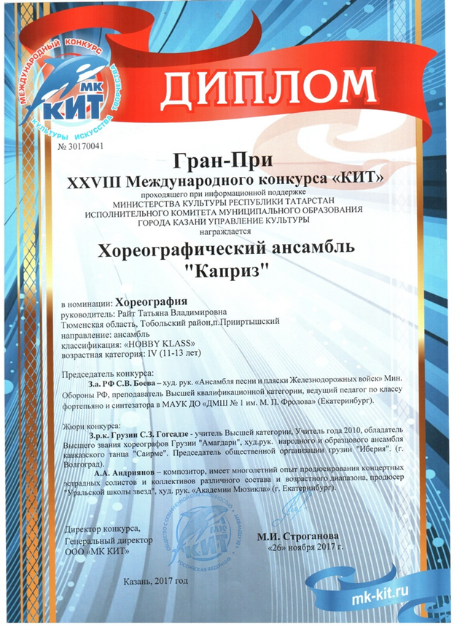 МЕЖДУНАРОДНЫЙ КОНКУРС
МК
КИТ
КУЛЬТУРЫ ИСКУССТВА
ДИПЛОМ
№ 30170041
Гран-При
XXVIII Международного конкурса «КИТ»
проходящего при информационной поддержке
МИНИСТЕРСТВА КУЛЬТУРЫ РЕСПУБЛИКИ ТАТАРСТАН
ИСПОЛНИТЕЛЬНОГО КОМИТЕТА МУНИЦИПАЛЬНОГО ОБРАЗОВАНИЯ
ГОРОДА КАЗАНИ УПРАВЛЕНИЕ КУЛЬТУРЫ
награждается
Хореографический ансамбль
"Каприз"
в номинации: Хореография
руководитель: Райт Татьяна Владимировна
Тюменская область, Тобольский район,п.Прииртышский
направление: ансамбль
классификация: «HOBBY KLASS»
возрастная категория: IV (11-13 лет)
Председатель конкурса:
З.а. РФ С.В. Боева – худ. рук. «Ансамбля песни и пляски Железнодорожных войск» Мин.
Обороны РФ, преподаватель Высшей квалификационной категории, ведущий педагог по классу
фортепьяно и синтезатора в МАУК ДО «ДМШ № 1 им. М. П. Фролова» (Екатеринбург).
Жюри конкурса:
З.р.к. Грузии С.З. Гогсадзе - учитель Высшей Категории, Учитель года 2010, обладатель
Высшего звания хореографов Грузии "Амагдари", худ.рук. народного и образцового ансамбля
кавказского танца "Саирме". Председатель общественной организации грузии "Иберия". (г.
Волгоград).
А.А. Андриянов – композитор, имеет многолетний опыт продюсирования концертных
эстрадных солистов и коллективов различного состава и возрастного диапазона, продюсер
"Уральской школы звезд", худ. рук. «Академии Мюзикла» (г. Екатеринбург).
Директор конкурса,
Генеральный директор
ООО «МК КИТ»
КИТ
М.И. Строганова
«26» ноября 2017 г.
Казань, 2017 год
mk-kit.ru